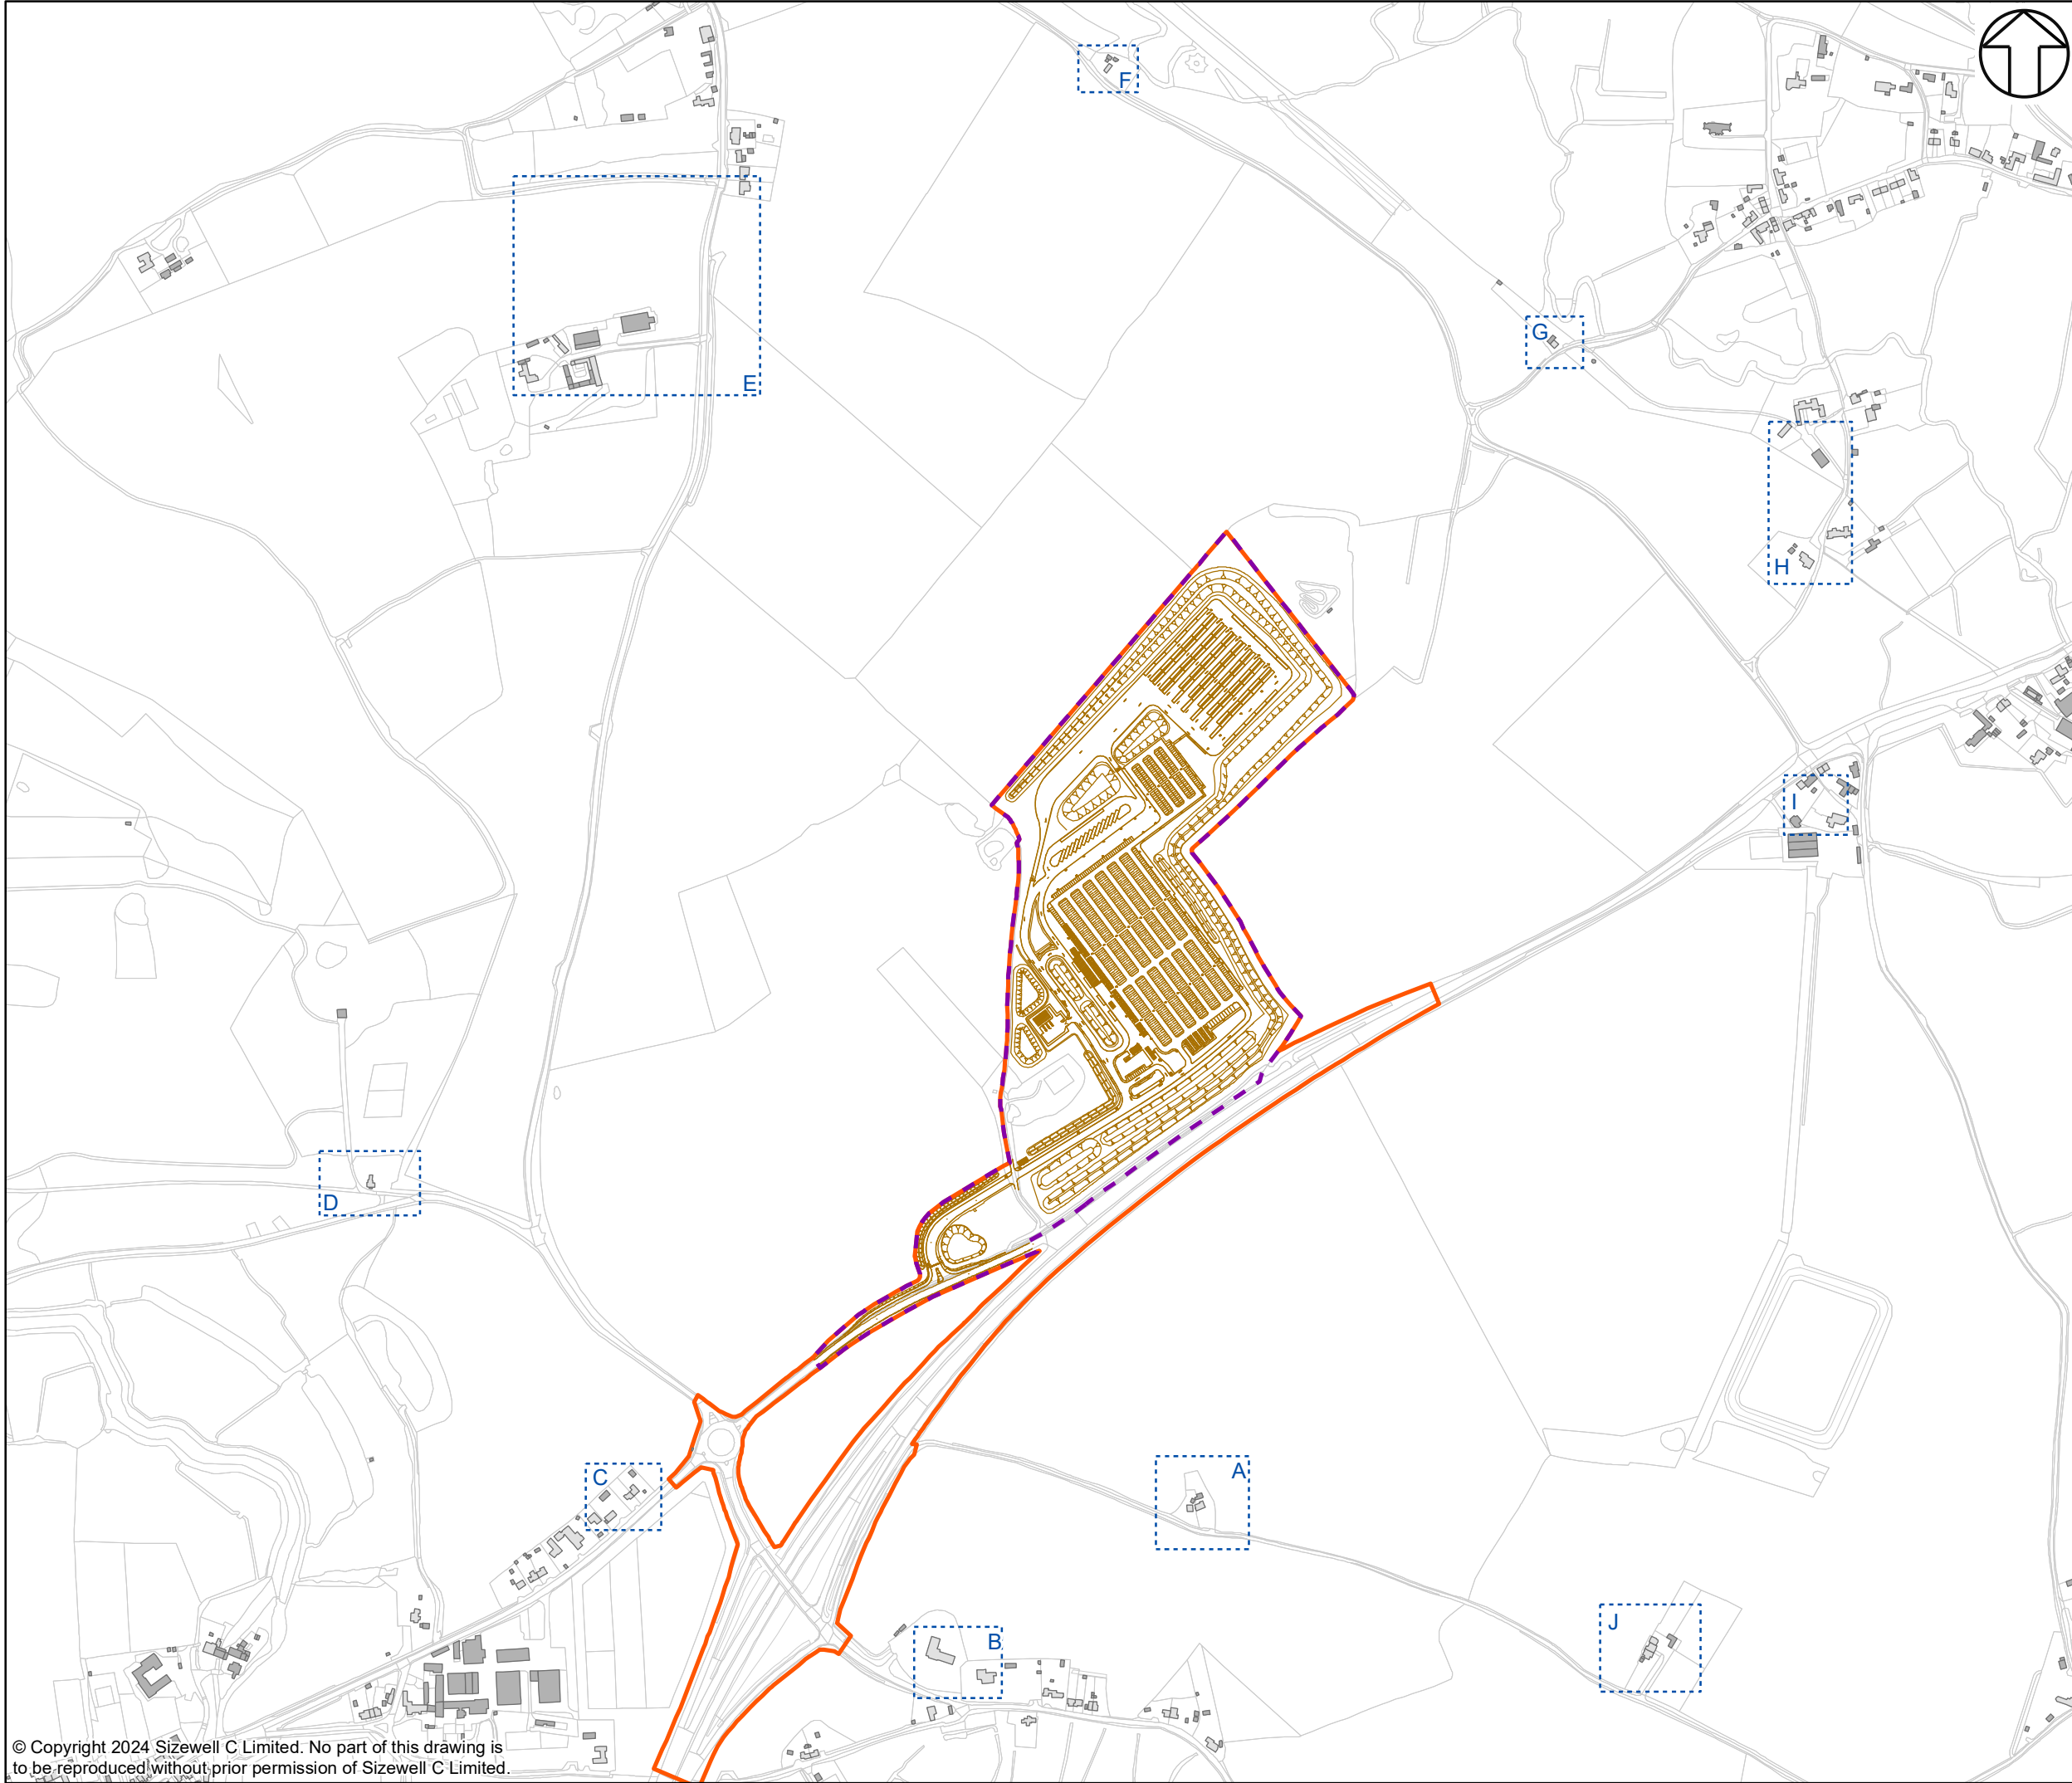 F
G
E
H
I
D
A
C
J
B
© Copyright 2024 Sizewell C Limited. No part of this drawing is
to be reproduced without prior permission of Sizewell C Limited.